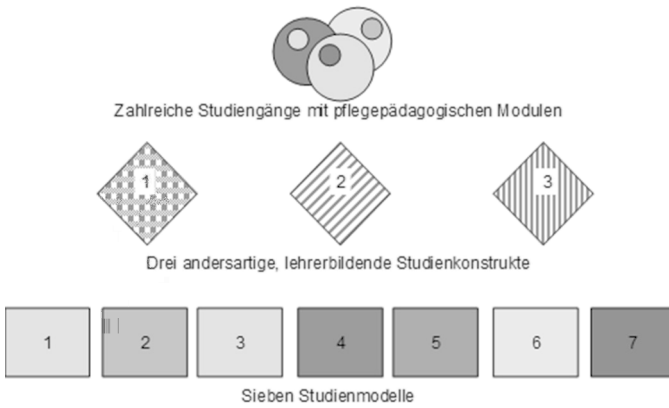 Zahlreiche Studiengänge mit pflegepädagogischen Modulen
1 2 3
Drei andersartige, lehrerbildende Studienkonstrukte
1 2 3 4 5 6 7
Sieben Studienmodelle